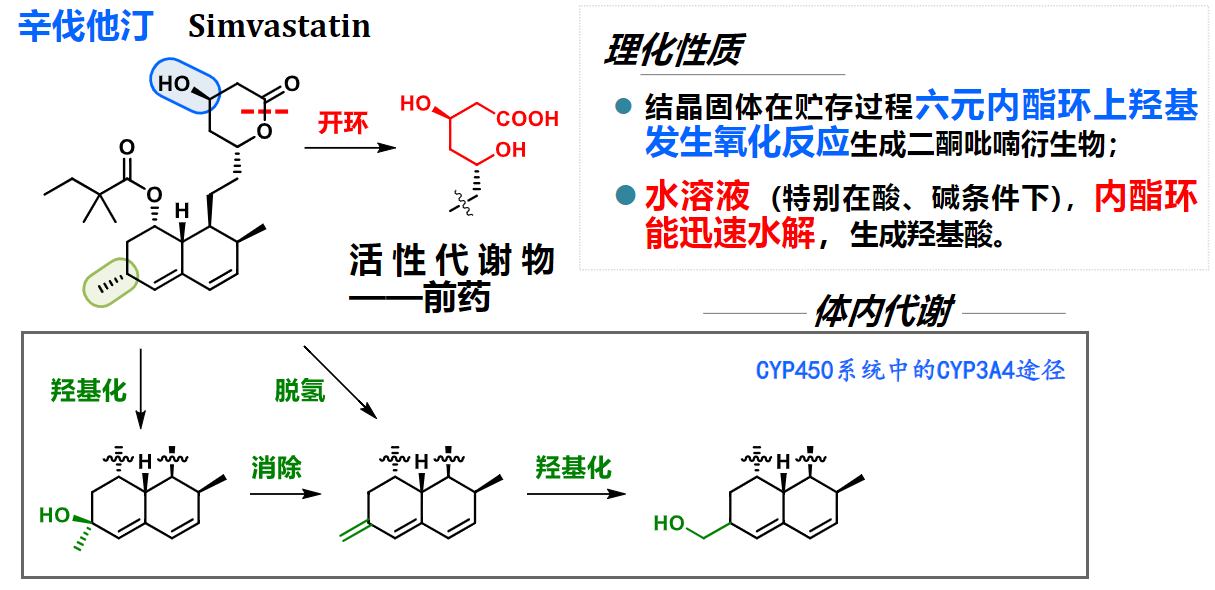 辛伐他汀 Simvastatin
理化性质
结晶固体在贮存过程六元内酯环上羟基
发生氧化反应生成二酮吡喃衍生物；
水溶液（特别在酸、碱条件下），内酯环
能迅速水解，生成羟基酸。
HO
O
O
开环
HO
COOH
OH
O
O
H
活性代谢物
——前药
体内代谢
CYP450系统中的CYP3A4途径
羟基化
脱氢
H
HO
消除
H
羟基化
H
HO